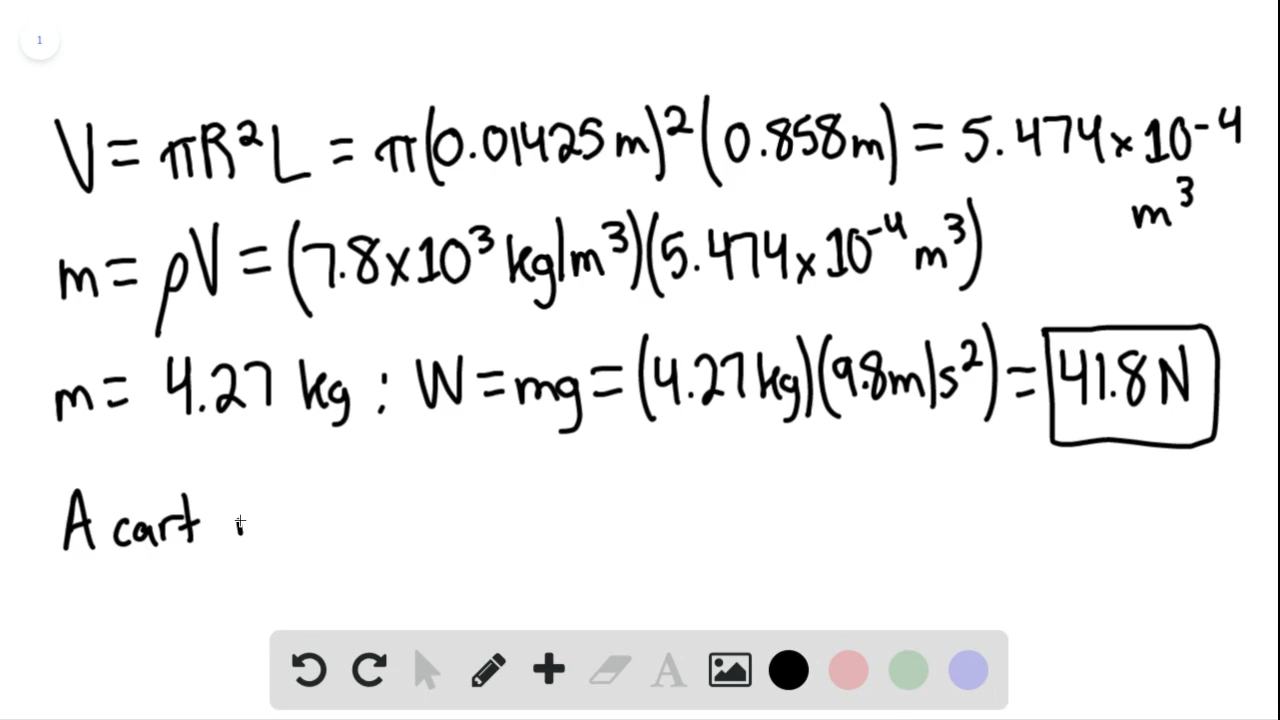 1
V = πR²L = π(0.01425 m)²(0.858 m) = 5.474 x 10⁻⁴
m³
m = ρV = (7.8 x 10³ kg/m³)(5.474 x 10⁻⁴ m³)
m = 4.27 kg : W = mg = (4.27 kg)(9.8 m/s²) = 41.8 N
A cart
A